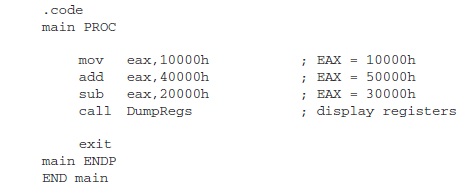 .code
main PROC
mov eax,10000h ; EAX = 10000h
add eax,40000h ; EAX = 50000h
sub eax,20000h ; EAX = 30000h
call DumpRegs ; display registers
exit
main ENDP
END main